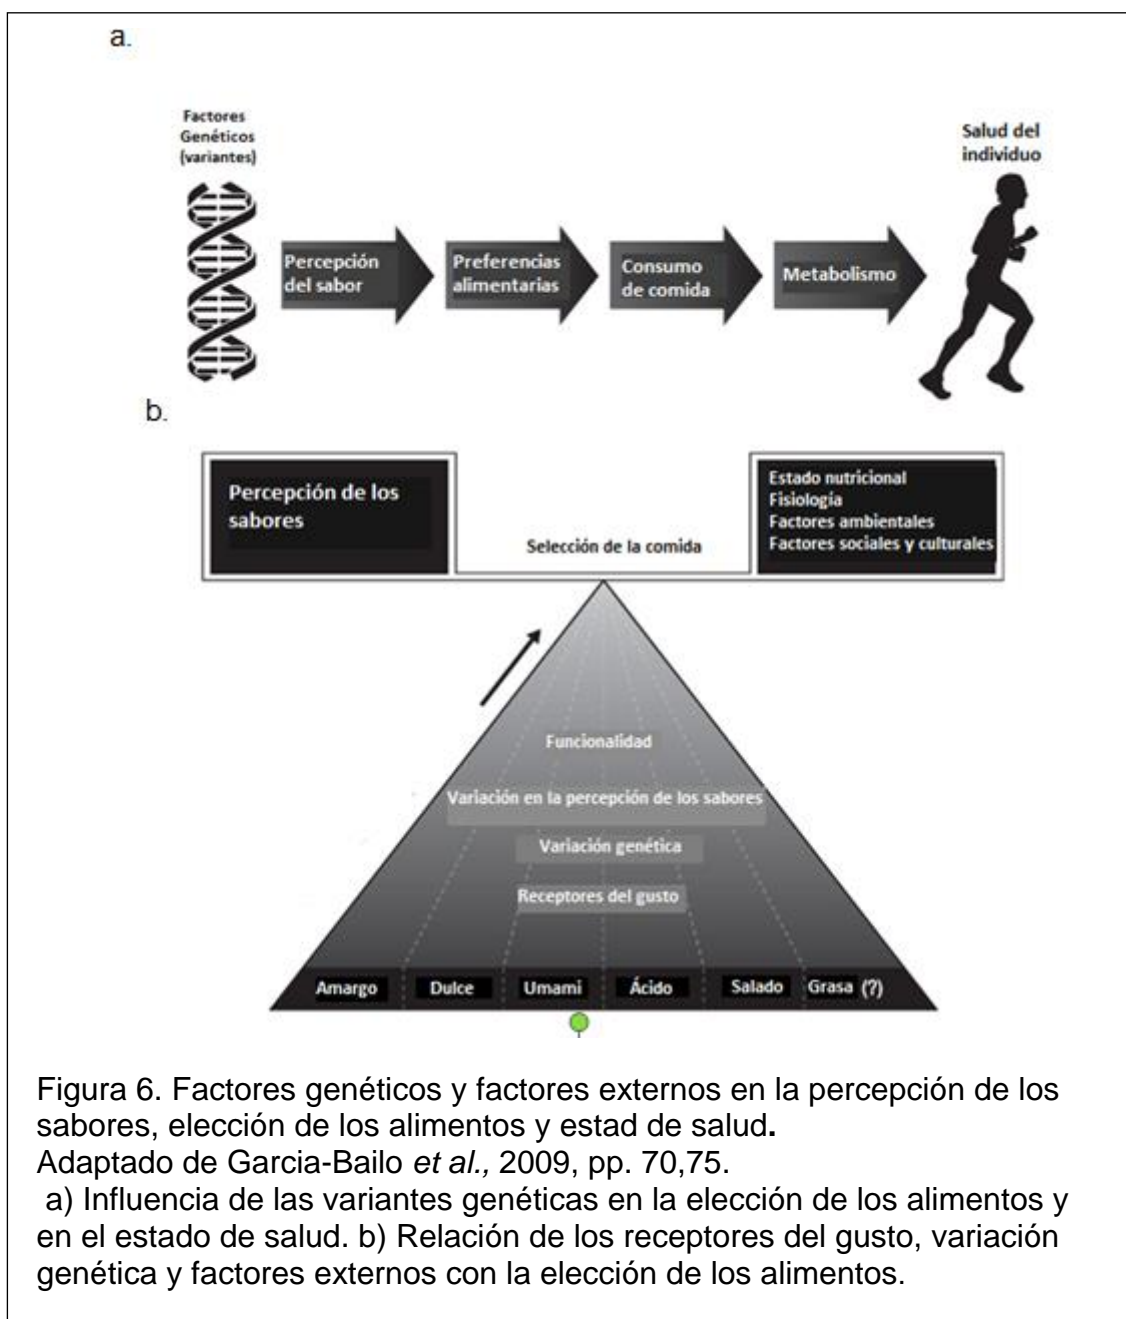 a.
Factores
Genéticos
(variantes)
Salud del
individuo
Percepción
del sabor
Preferencias
alimentarias
Consumo
de comida
Metabolismo
b.
Percepción de los
sabores
Selección de la comida
Estado nutricional
Fisiología
Factores ambientales
Factores sociales y culturales
Funcionalidad
Variación en la percepción de los sabores
Variación genética
Receptores del gusto
Amargo Dulce Umami Ácido Salado Grasa (?)
Figura 6. Factores genéticos y factores externos en la percepción de los
sabores, elección de los alimentos y estad de salud.
Adaptado de Garcia-Bailo et al., 2009, pp. 70,75.
a) Influencia de las variantes genéticas en la elección de los alimentos y
en el estado de salud. b) Relación de los receptores del gusto, variación
genética y factores externos con la elección de los alimentos.